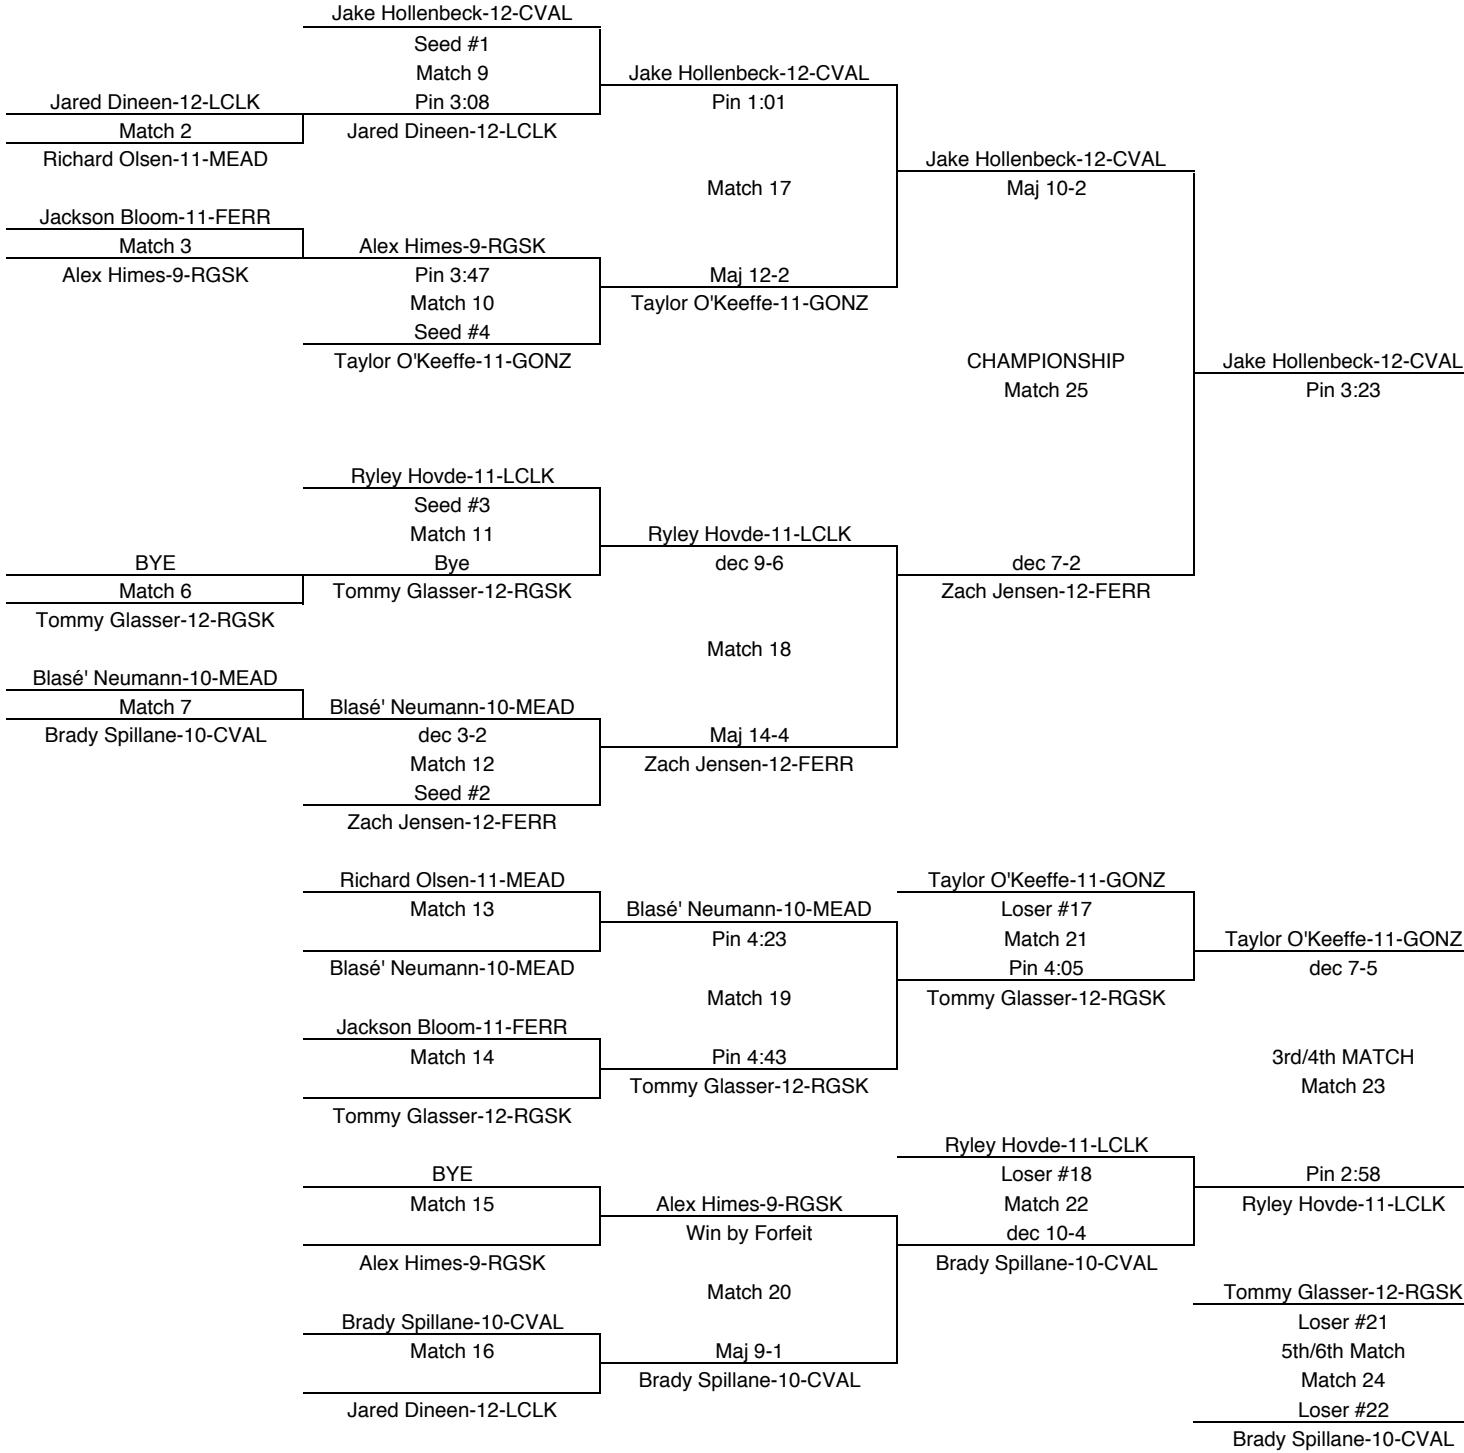 Jake Hollenbeck-12-CVAL
Seed #1
Match 9
Jake Hollenbeck-12-CVAL
Jared Dineen-12-LCLK
Pin 3:08
Pin 1:01
Match 2
Jared Dineen-12-LCLK
Richard Olsen-11-MEAD
Jake Hollenbeck-12-CVAL
Match 17
Maj 10-2
Jackson Bloom-11-FERR
Match 3
Alex Himes-9-RGSK
Alex Himes-9-RGSK
Pin 3:47
Maj 12-2
Match 10
Taylor O'Keeffe-11-GONZ
Seed #4
Taylor O'Keeffe-11-GONZ
CHAMPIONSHIP
Jake Hollenbeck-12-CVAL
Match 25
Pin 3:23
Ryley Hovde-11-LCLK
Seed #3
Match 11
Ryley Hovde-11-LCLK
BYE
Bye
dec 9-6
dec 7-2
Match 6
Tommy Glasser-12-RGSK
Zach Jensen-12-FERR
Tommy Glasser-12-RGSK
Match 18
Blasé' Neumann-10-MEAD
Match 7
Blasé' Neumann-10-MEAD
Brady Spillane-10-CVAL
dec 3-2
Maj 14-4
Match 12
Zach Jensen-12-FERR
Seed #2
Zach Jensen-12-FERR
Richard Olsen-11-MEAD
Taylor O'Keeffe-11-GONZ
Match 13
Blasé' Neumann-10-MEAD
Loser #17
Pin 4:23
Match 21
Taylor O'Keeffe-11-GONZ
Blasé' Neumann-10-MEAD
Pin 4:05
dec 7-5
Match 19
Tommy Glasser-12-RGSK
Jackson Bloom-11-FERR
Match 14
Pin 4:43
3rd/4th MATCH
Tommy Glasser-12-RGSK
Match 23
Tommy Glasser-12-RGSK
Ryley Hovde-11-LCLK
BYE
Loser #18
Pin 2:58
Match 15
Alex Himes-9-RGSK
Match 22
Ryley Hovde-11-LCLK
Win by Forfeit
dec 10-4
Alex Himes-9-RGSK
Brady Spillane-10-CVAL
Match 20
Tommy Glasser-12-RGSK
Brady Spillane-10-CVAL
Loser #21
Match 16
Maj 9-1
5th/6th Match
Brady Spillane-10-CVAL
Match 24
Jared Dineen-12-LCLK
Loser #22
Brady Spillane-10-CVAL